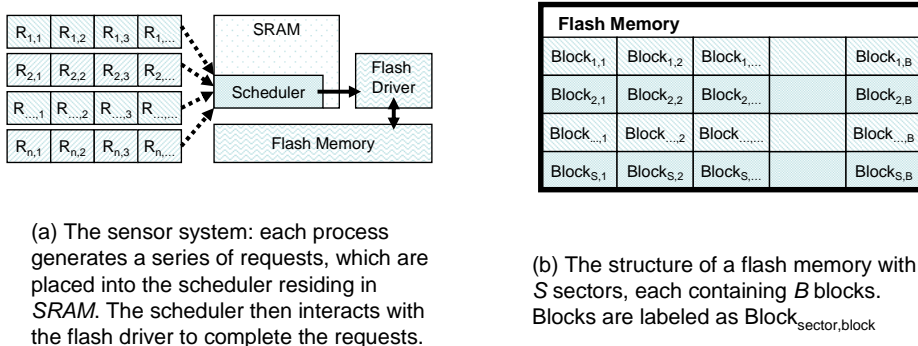 R1,1 R1,2 R1,3 R1,...
R2,1 R2,2 R2,3 R2,...
R...,1 R...,2 R...,3 R...,...
Rn,1 Rn,2 Rn,3 Rn,...
SRAM
Scheduler
Flash
Driver
Flash Memory
(a) The sensor system: each process
generates a series of requests, which are
placed into the scheduler residing in
SRAM. The scheduler then interacts with
the flash driver to complete the requests.
Flash Memory
Block1,1 Block1,2 Block1,... Block1,B
Block2,1 Block2,2 Block2,... Block2,B
Block...,1 Block...,2 Block...,... Block...,B
BlockS,1 BlockS,2 BlockS,... BlockS,B
(b) The structure of a flash memory with
S sectors, each containing B blocks.
Blocks are labeled as Blocksector,block